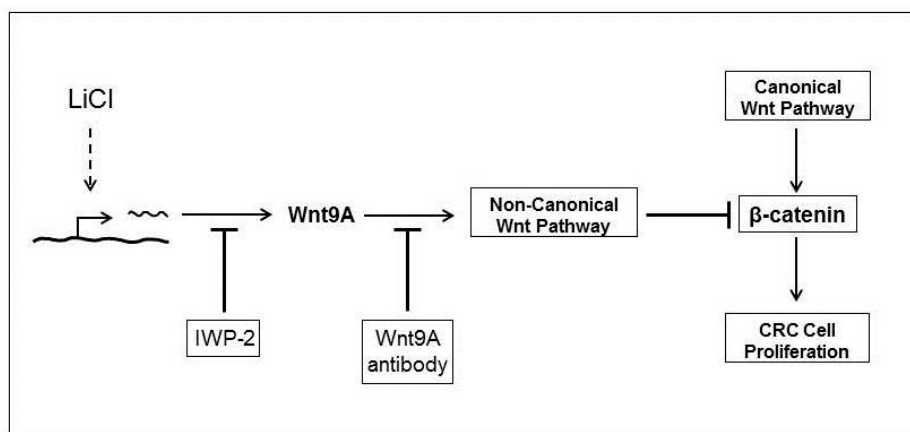 LiCl
Wnt9A
IWP-2
Wnt9A
antibody
Non-Canonical
Wnt Pathway
Canonical
Wnt Pathway
β-catenin
CRC Cell
Proliferation